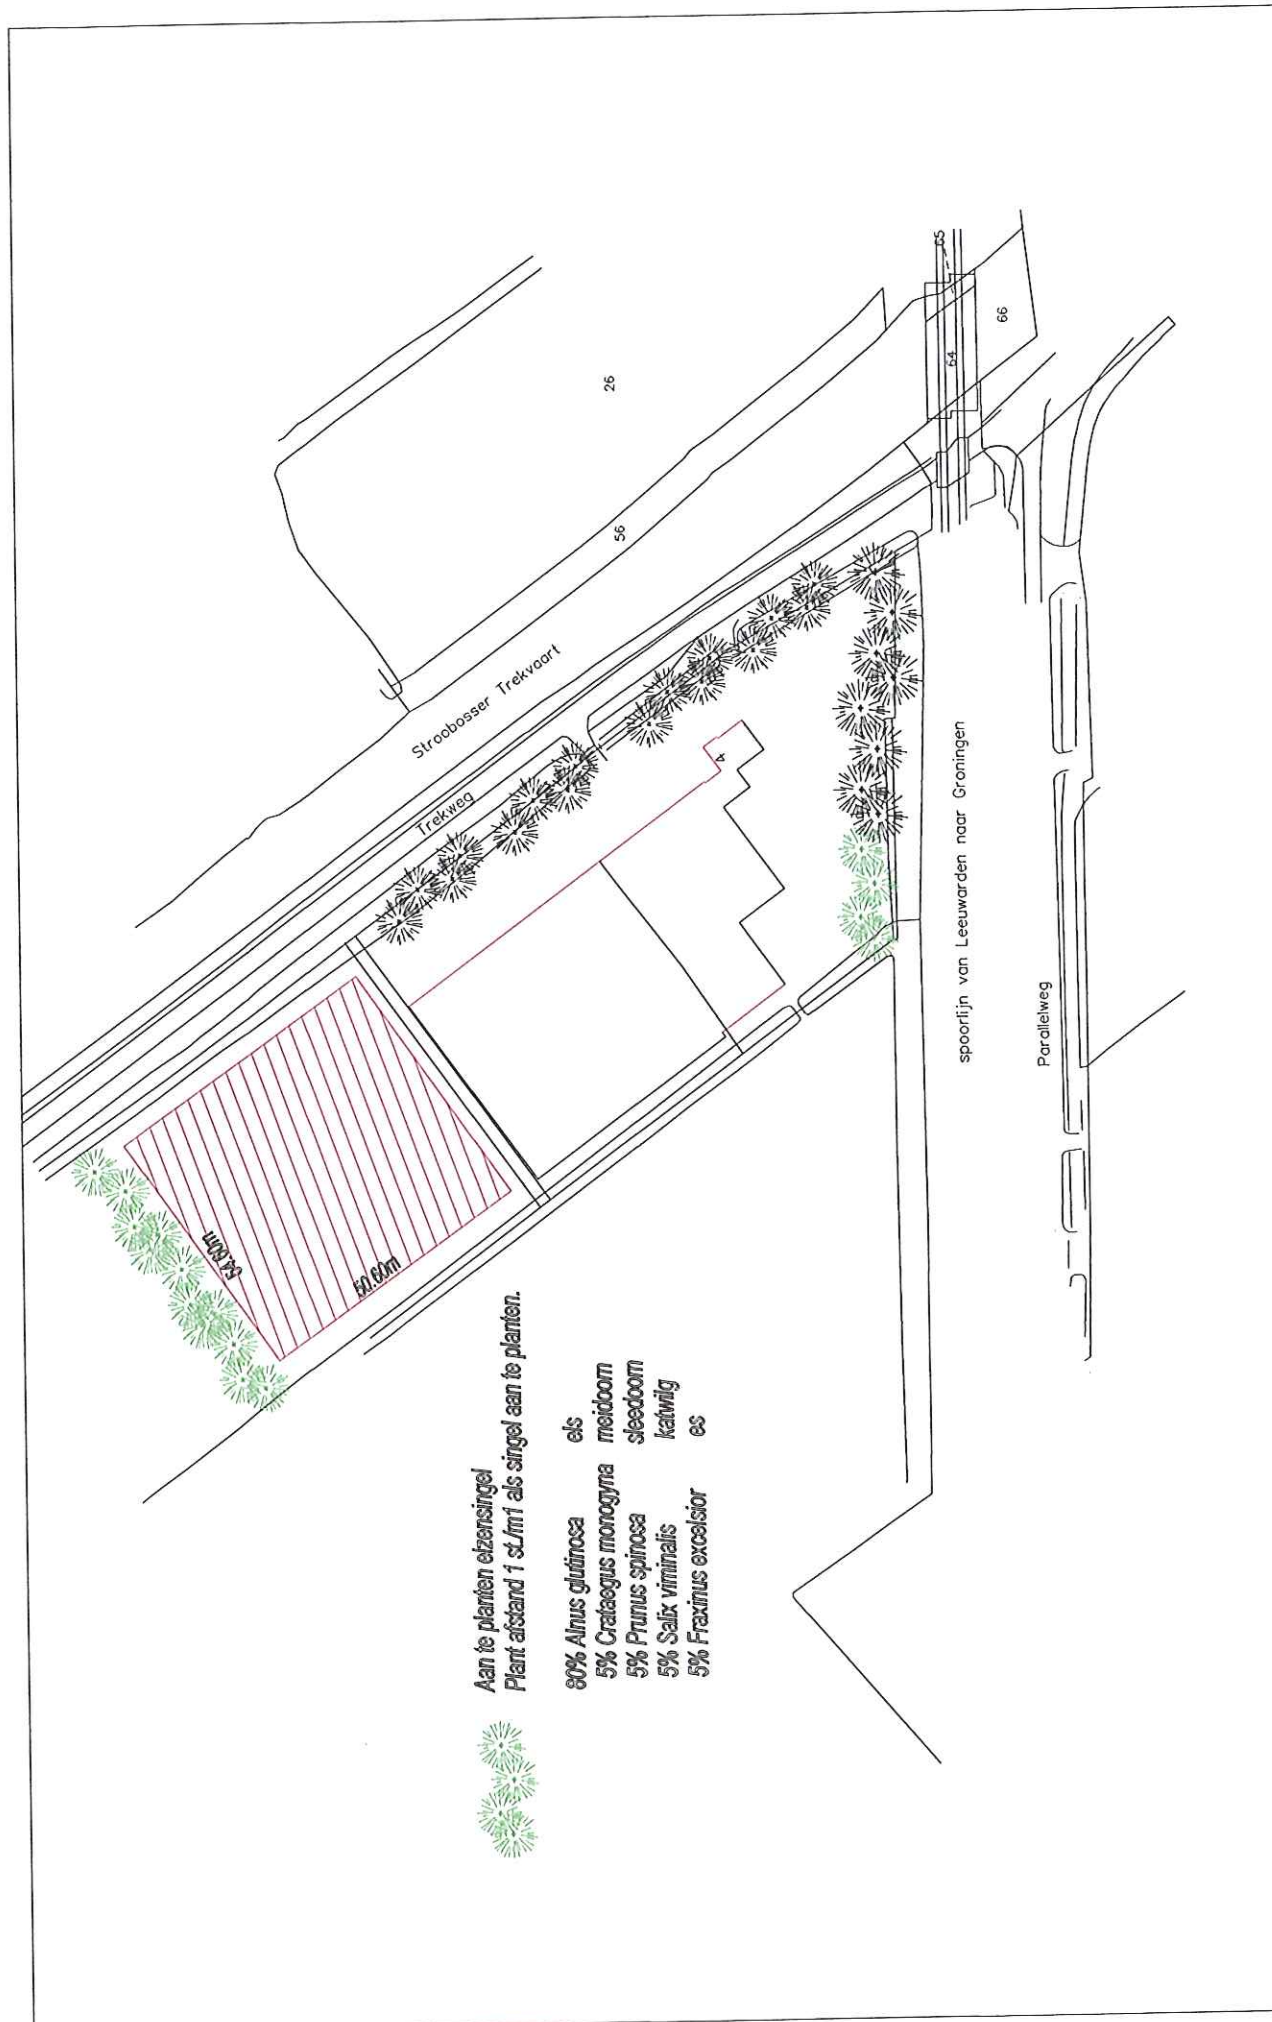 26
56
65
64
66
Stroobosser Trekvaart
Trekweg
4
spoorlijn van Leeuwarden naar Groningen
Parallelweg
64.60m
50.60m1
Aan te planten elzensingel
Plant afstand 1 st./m1 als singel aan te planten.
80% Alnus glutinosa els
5% Crataegus monogyna meidoorn
5% Prunus spinosa sleedoorn
5% Salix viminalis katwilg
5% Fraxinus excelsior es